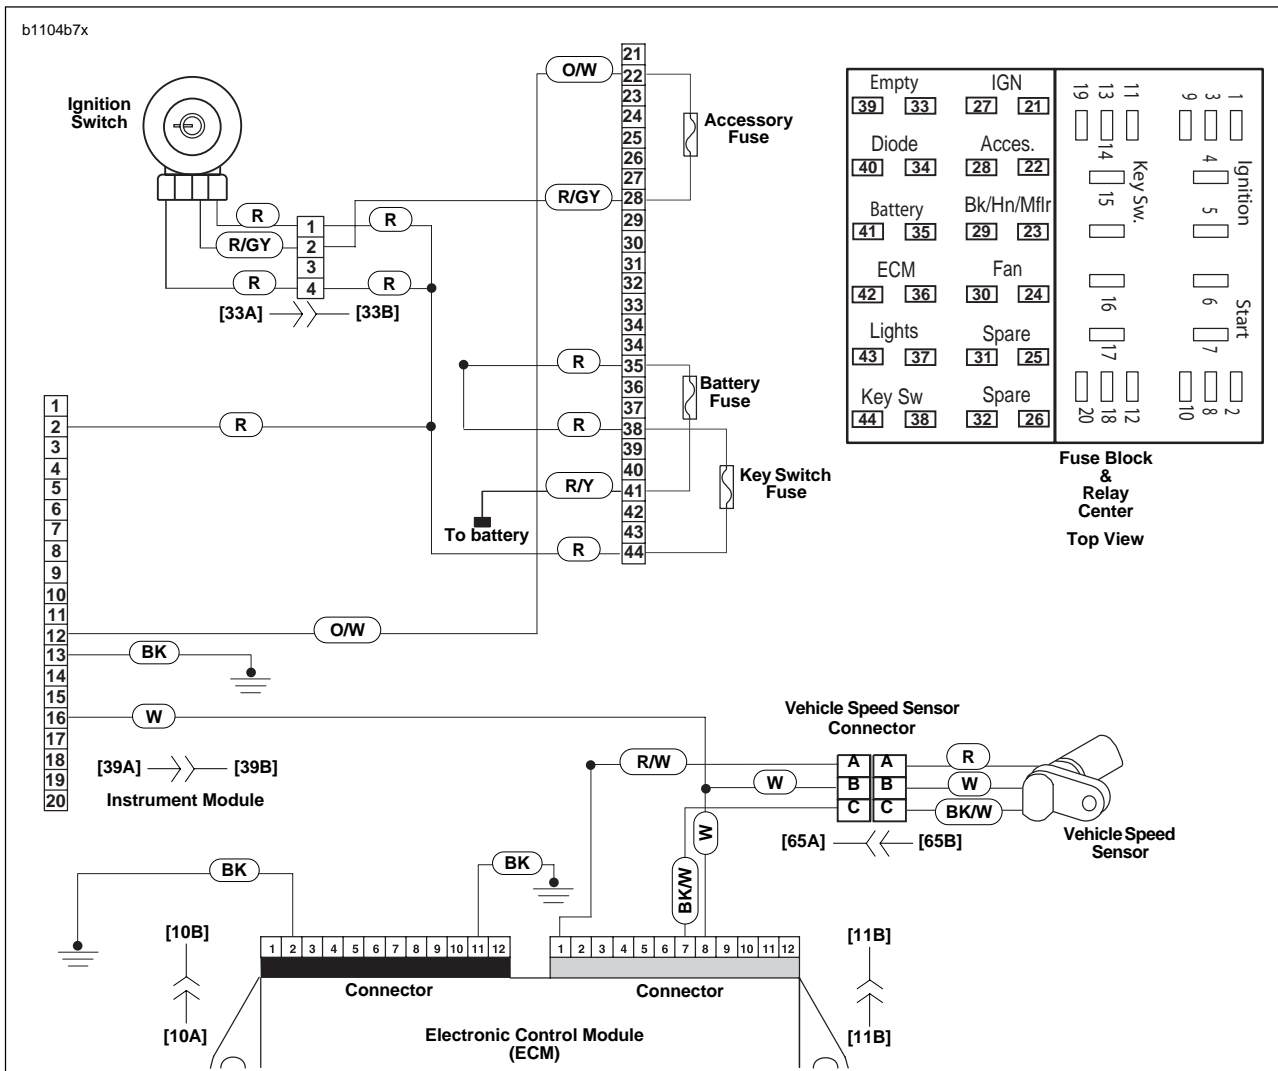 b1104b7x
Ignition
Switch
R
R/GY
R
1
2
3
4
R
R
[33A]
[33B]
O/W
R/GY
21
22
23
24
25
26
27
28
29
30
31
32
33
34
34
35
36
37
38
39
40
41
42
43
44
Accessory
Fuse
R
R
R/Y
To battery
R
Battery
Fuse
Key Switch
Fuse
Empty
39 33
Diode
40 34
Battery
41 35
ECM
42 36
Lights
43 37
Key Sw
44 38
IGN
27 21
Acces.
28 22
Bk/Hn/Mflr
29 23
Fan
30 24
Spare
31 25
Spare
32 26
19 13 11
14
15
Key Sw.
16
17
20 18 12
9 3 1
4
5
Ignition
6
7
Start
10 8 2
Fuse Block
&
Relay
Center
Top View
1
2
3
4
5
6
7
8
9
10
11
12
13
14
15
16
17
18
19
20
R
O/W
BK
W
[39A]
[39B]
Instrument Module
Vehicle Speed Sensor
Connector
R/W
W
W
BK/W
A A
B B
C C
R
W
BK/W
[65A]
[65B]
Vehicle Speed
Sensor
BK
BK
[10B]
[10A]
1 2 3 4 5 6 7 8 9 10 11 12
Connector
1 2 3 4 5 6 7 8 9 10 11 12
Connector
[11B]
[11B]
Electronic Control Module
(ECM)